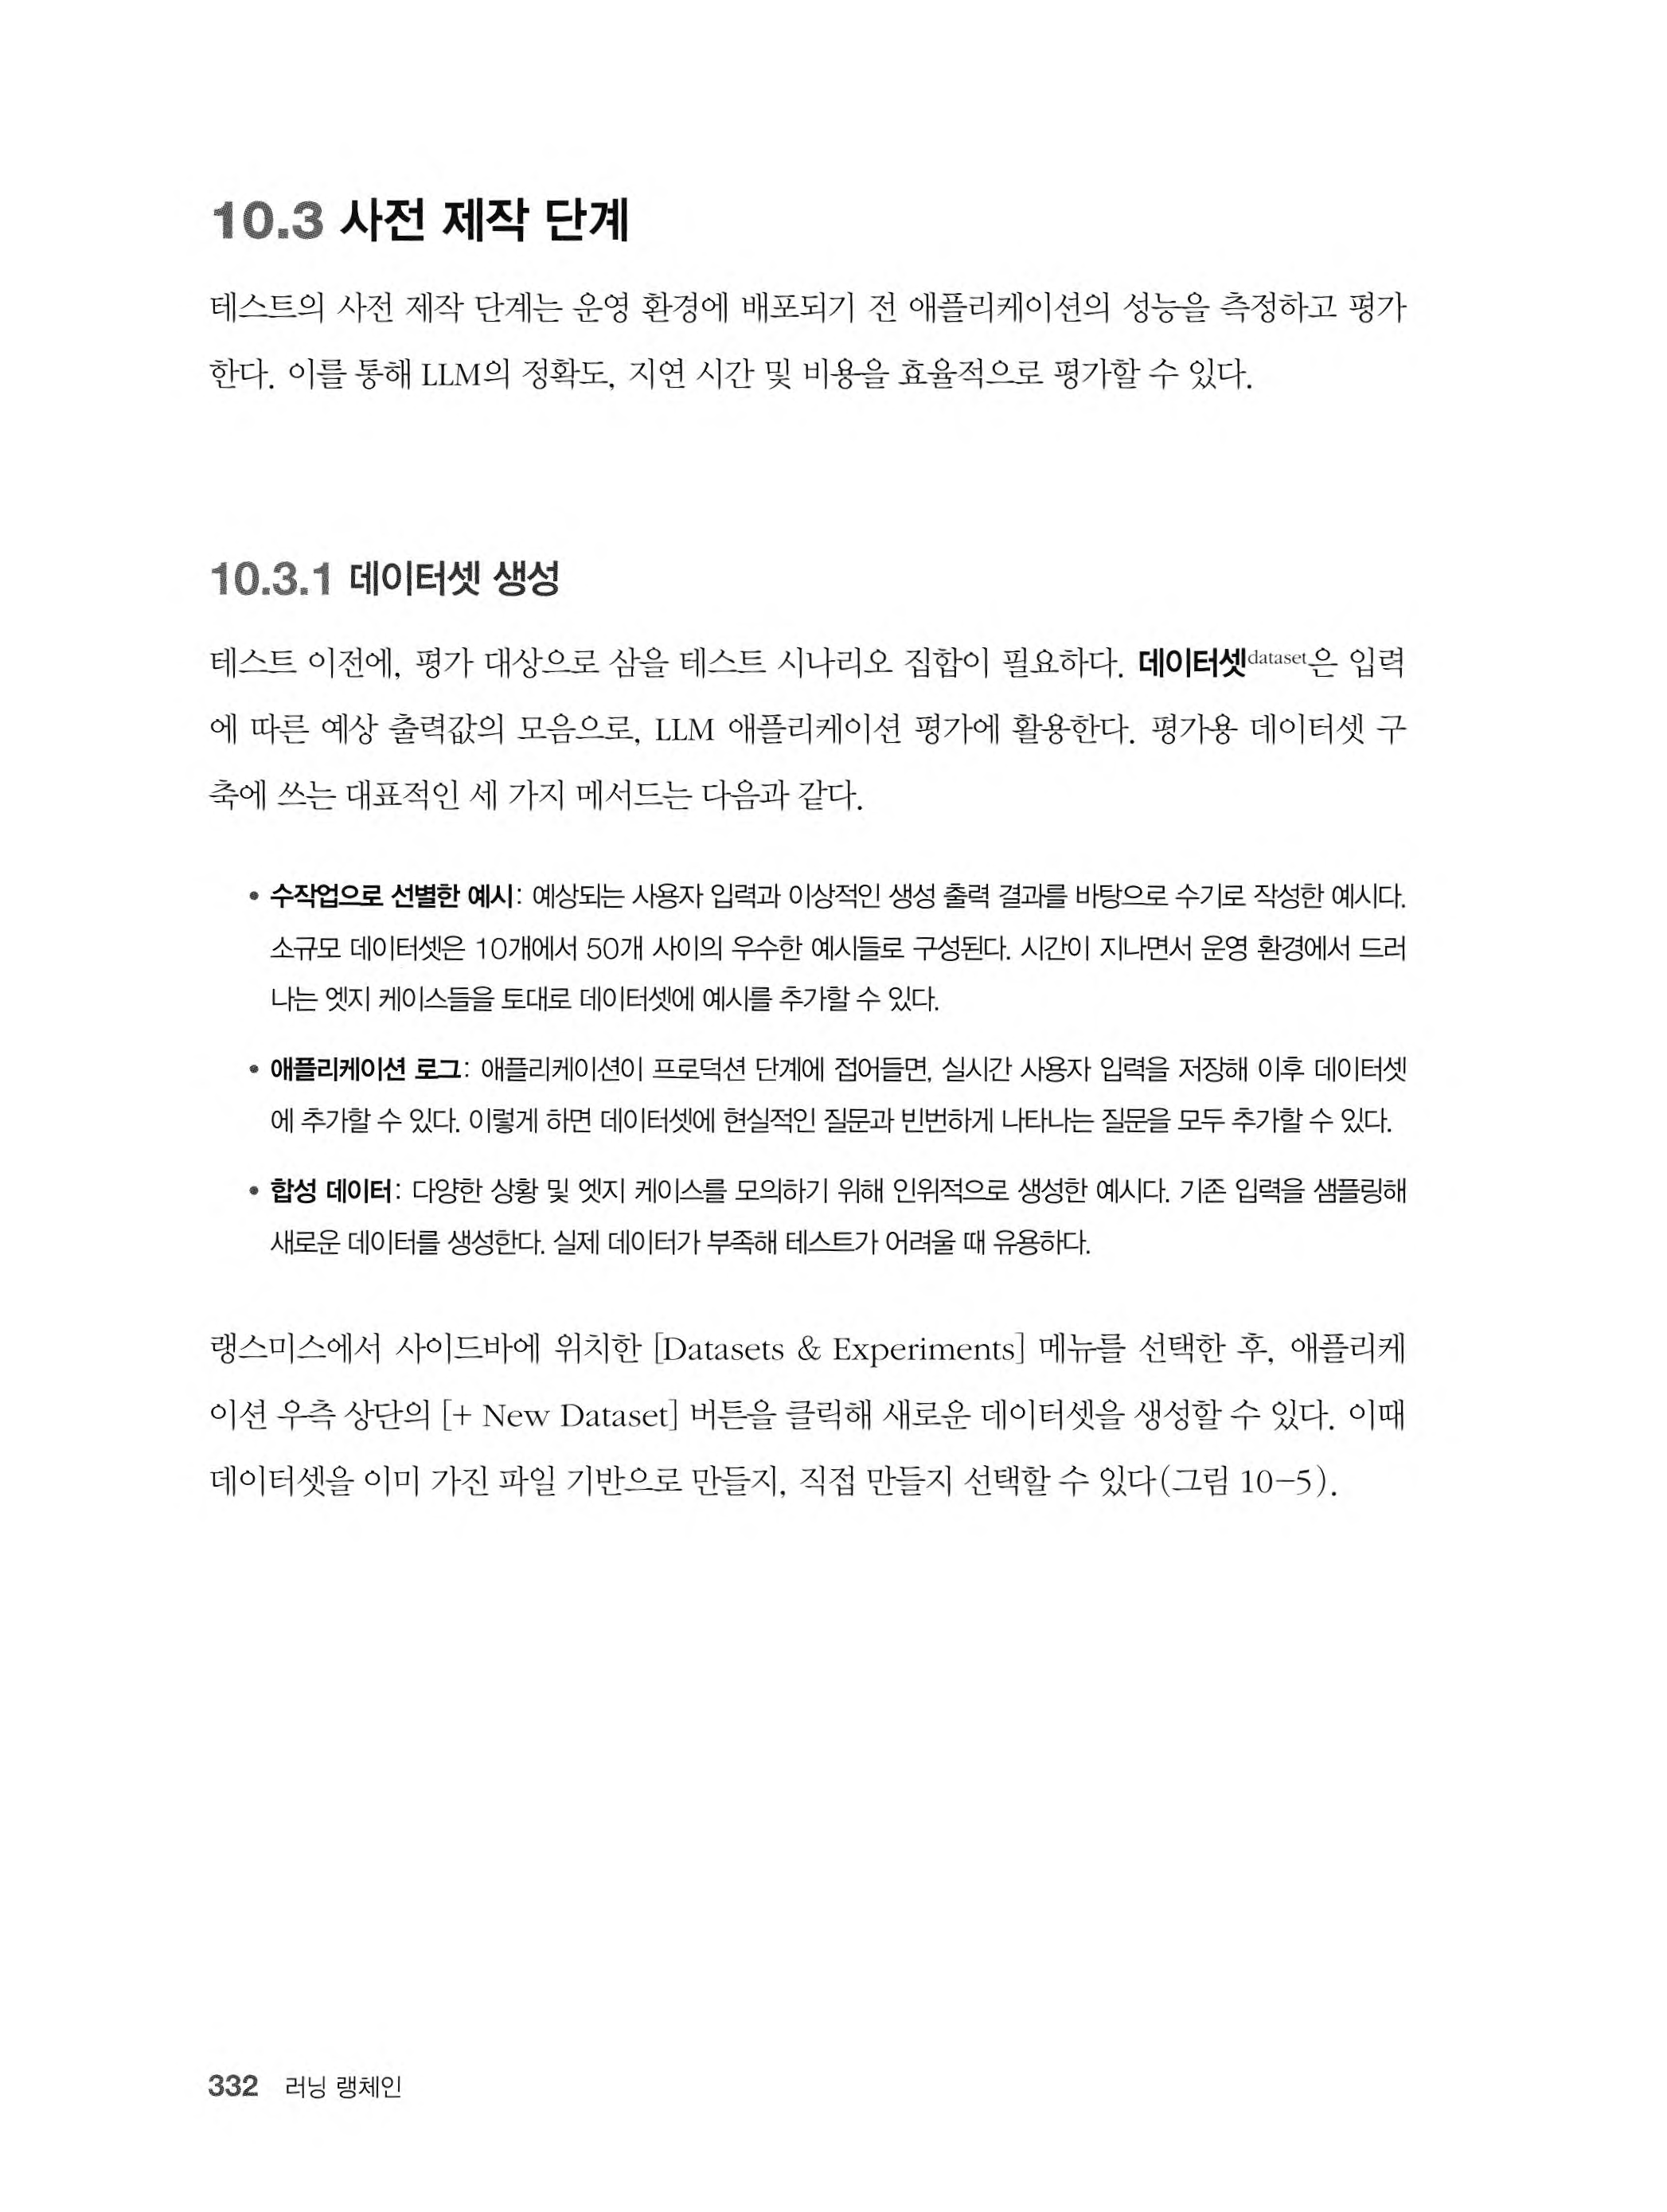 10.3 사전 제작 단계
테스트의 사전 제작 단계는 운영 환경에 배포되기 전 애플리케이션의 성능을 측정하고 평가
한다. 이를 통해 LLM의 정확도, 지연 시간 및 비용을 효율적으로 평가할 수 있다.
10.3.1 데이터셋 생성
테스트 이전에, 평가 대상으로 삼을 테스트 시나리오 집합이 필요하다. 데이터셋dataset은 입력
에 따른 예상 출력값의 모음으로, LLM 애플리케이션 평가에 활용한다. 평가용 데이터셋 구
축에 쓰는 대표적인 세 가지 메서드는 다음과 같다.
• 수작업으로 선별한 예시: 예상되는 사용자 입력과 이상적인 생성 출력 결과를 바탕으로 수기로 작성한 예시다.
소규모 데이터셋은 10개에서 50개 사이의 우수한 예시들로 구성된다. 시간이 지나면서 운영 환경에서 드러
나는 엣지 케이스들을 토대로 데이터셋에 예시를 추가할 수 있다.
• 애플리케이션 로그: 애플리케이션이 프로덕션 단계에 접어들면, 실시간 사용자 입력을 저장해 이후 데이터셋
에 추가할 수 있다. 이렇게 하면 데이터셋에 현실적인 질문과 빈번하게 나타나는 질문을 모두 추가할 수 있다.
• 합성 데이터: 다양한 상황 및 엣지 케이스를 모의하기 위해 인위적으로 생성한 예시다. 기존 입력을 샘플링해
새로운 데이터를 생성한다. 실제 데이터가 부족해 테스트가 어려울 때 유용하다.
랭스미스에서 사이드바에 위치한 [Datasets & Experiments] 메뉴를 선택한 후, 애플리케
이션 우측 상단의 [+ New Dataset] 버튼을 클릭해 새로운 데이터셋을 생성할 수 있다. 이때
데이터셋을 이미 가진 파일 기반으로 만들지, 직접 만들지 선택할 수 있다(그림 10-5).
332 러닝 랭체인